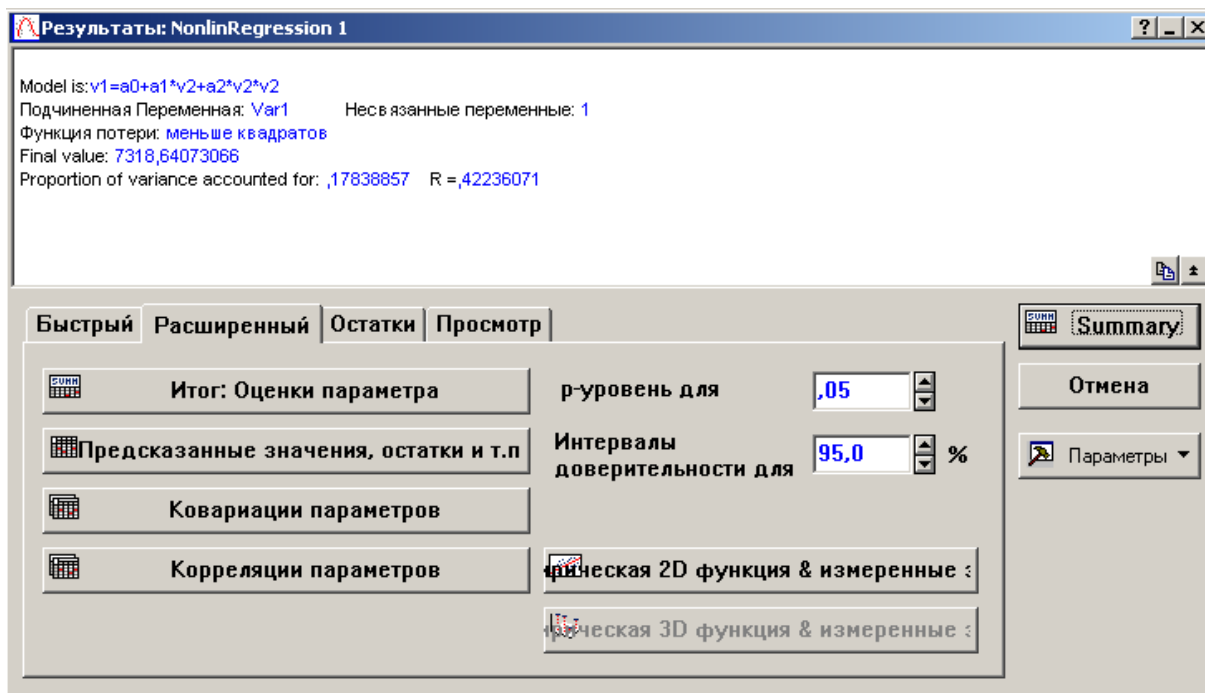 Результаты: NonlinRegression 1
Model is:v1=a0+a1*v2+a2*v2*v2
Подчиненная Переменная: Var1 Несвязанные переменные: 1
Функция потери: меньше квадратов
Final value: 7318,64073066
Proportion of variance accounted for: ,17838857 R =,42236071
Быстрый Расширенный Остатки Просмотр
Summary
Итог: Оценки параметра
р-уровень для ,05
Отмена
Предсказанные значения, остатки и т.п
Интервалы
доверительности для 95,0 %
Параметры
Ковариации параметров
Корреляции параметров
2D функция & измеренные
3D функция & измеренные